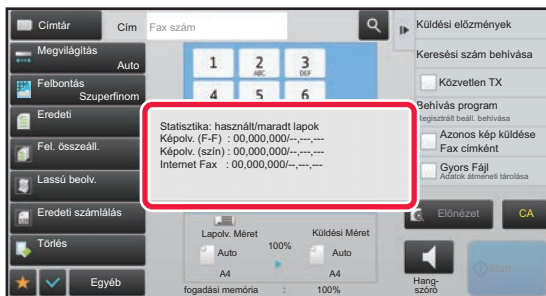 Címtár
Cím
Fax szám
Küldési előzmények
Megvilágítás
Auto
Keresési szám behívása
Felbontás
Szuperfinom
1
2
ABC
3
DEF
Közvetlen TX
4
5
6
Behívás program
Regisztrált beáll. behívása
Eredeti
Statisztika: használt/maradt lapok
Képolv. (F-F) : 00,000,000/--,---,---
Képolv. (szín) : 00,000,000/--,---,---
Internet Fax : 00,000,000/--,---,---
Azonos kép küldése
Fax címként
Fel. összeáll.
Gyors Fájl
Adatok átmeneti tárolása
Lassú beolv.
Eredeti számlálás
Előnézet
CA
Lapolv. Méret
Küldési Méret
Törlés
Auto
100%
Auto
A4
A4
Start
Egyéb
Hang-
szóró
fogadási memória : 100%